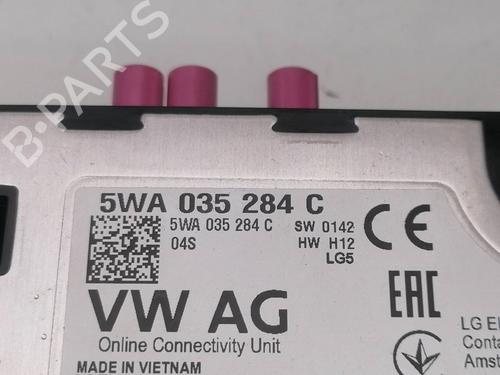 B-PARTS
5WA 035 284 C
5WA 035 284 C SW 0142
04S HW H12
LG5
CE
EAC
VW AG
Online Connectivity Unit
MADE IN VIETNAM
LG
Conta
Amst